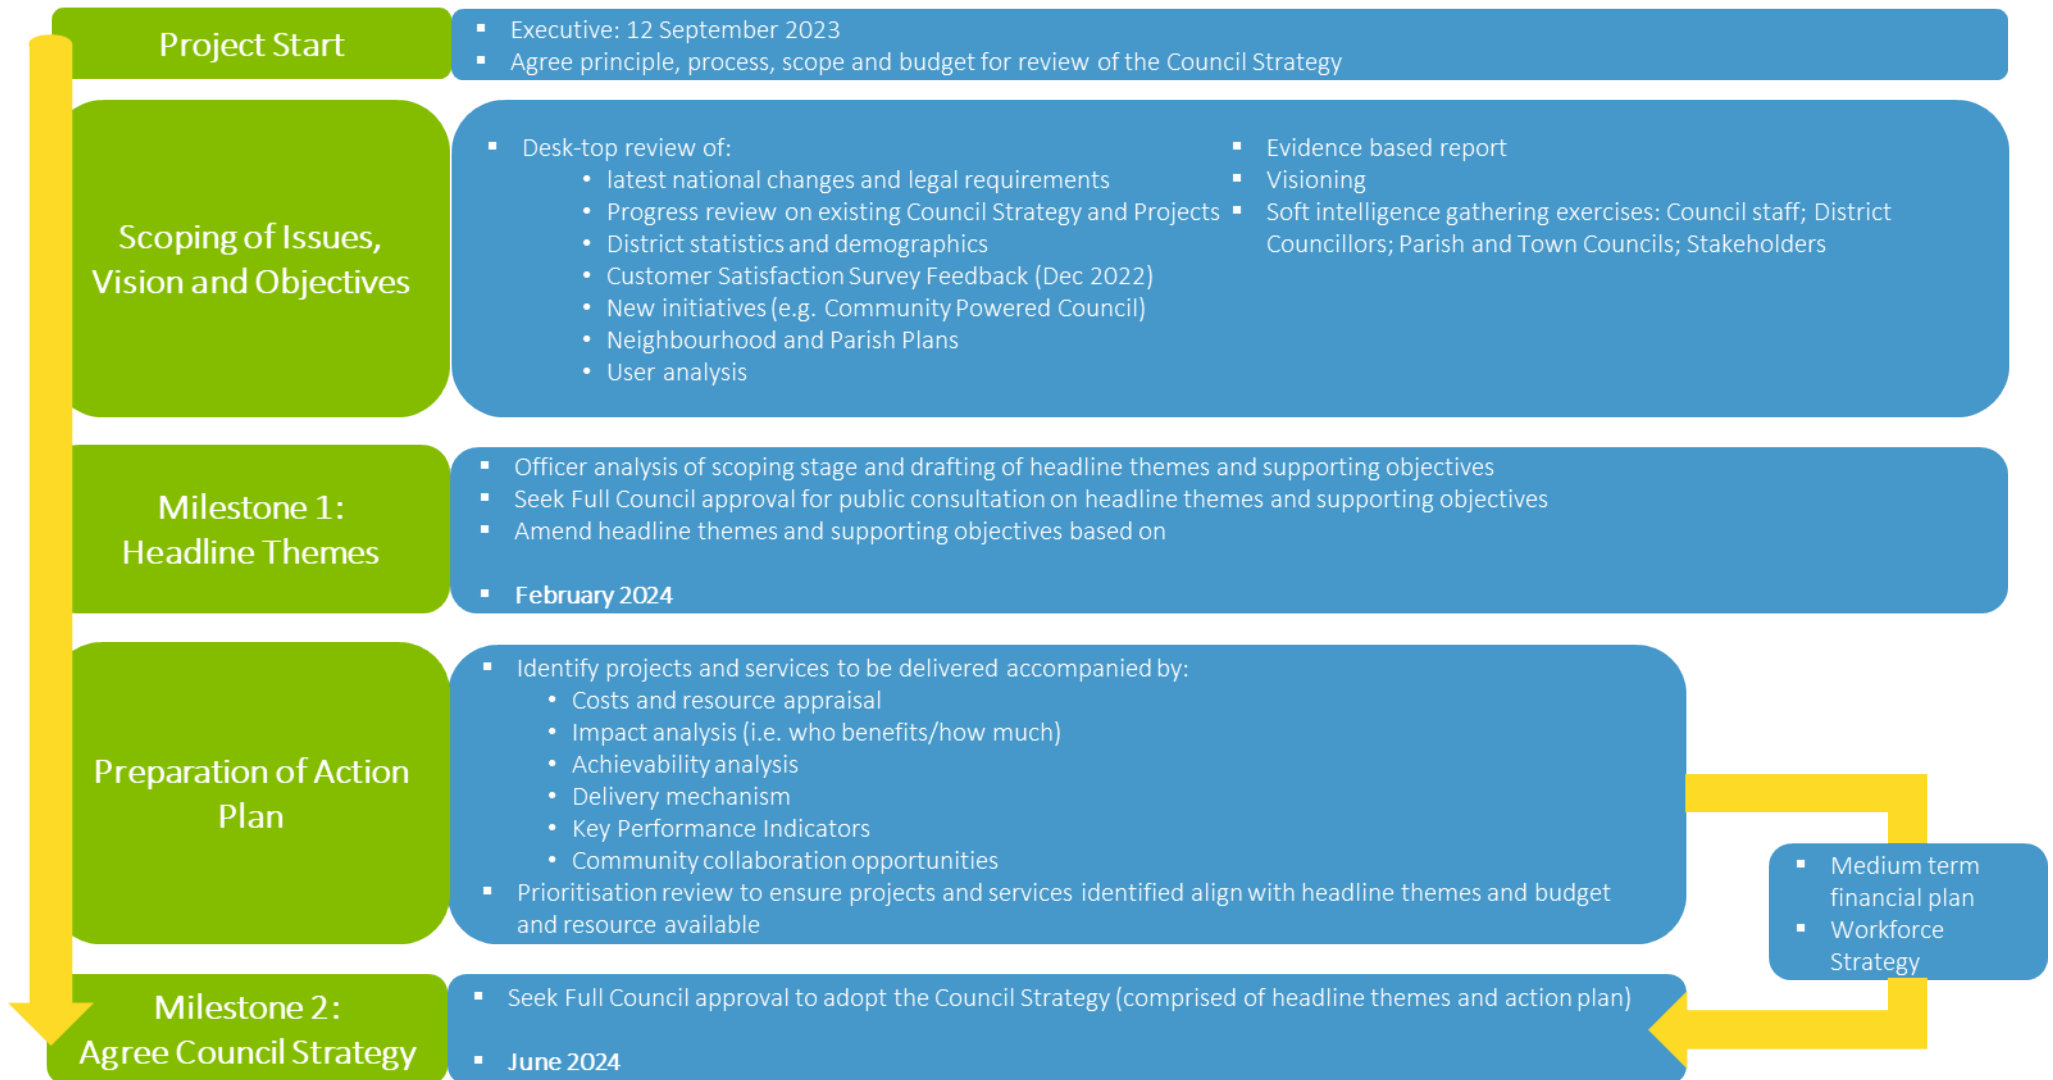 Project Start
▪ Executive: 12 September 2023
▪ Agree principle, process, scope and budget for review of the Council Strategy
Scoping of Issues,
Vision and Objectives
▪ Desk-top review of:
• latest national changes and legal requirements
• Progress review on existing Council Strategy and Projects
• District statistics and demographics
• Customer Satisfaction Survey Feedback (Dec 2022)
• New initiatives (e.g. Community Powered Council)
• Neighbourhood and Parish Plans
• User analysis
▪ Evidence based report
▪ Visioning
▪ Soft intelligence gathering exercises: Council staff; District
Councillors; Parish and Town Councils; Stakeholders
Milestone 1:
Headline Themes
▪ Officer analysis of scoping stage and drafting of headline themes and supporting objectives
▪ Seek Full Council approval for public consultation on headline themes and supporting objectives
▪ Amend headline themes and supporting objectives based on
▪ February 2024
Preparation of Action
Plan
▪ Identify projects and services to be delivered accompanied by:
• Costs and resource appraisal
• Impact analysis (i.e. who benefits/how much)
• Achievability analysis
• Delivery mechanism
• Key Performance Indicators
• Community collaboration opportunities
▪ Prioritisation review to ensure projects and services identified align with headline themes and budget
and resource available
▪ Medium term
financial plan
▪ Workforce
Strategy
Milestone 2:
Agree Council Strategy
▪ Seek Full Council approval to adopt the Council Strategy (comprised of headline themes and action plan)
▪ June 2024